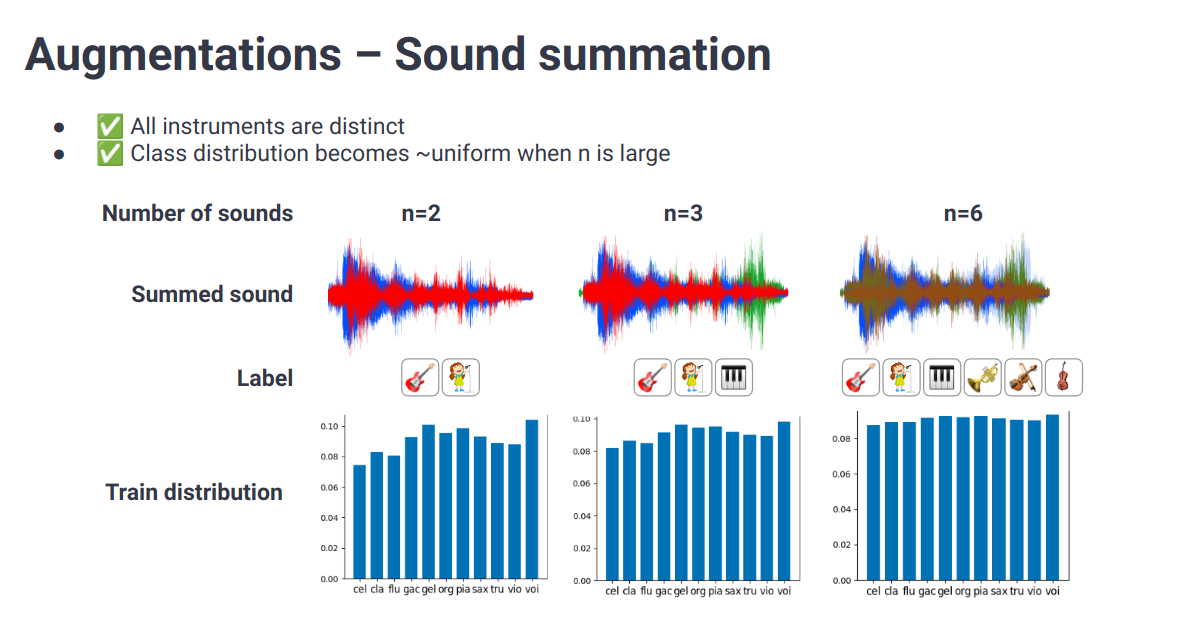 Augmentations – Sound summation
● ✅ All instruments are distinct
● ✅ Class distribution becomes ~uniform when n is large
Number of sounds n=2 n=3 n=6
Summed sound
Label
Train distribution
0.10
0.08
0.06
0.04
0.02
0.00
cel cla flu gac gel org pia sax tru vio voi
0.10
0.08
0.06
0.04
0.02
0.00
cel cla flu gac gel org pia sax tru vio voi
0.08
0.06
0.04
0.02
0.00
cel cla flu gac gel org pia sax tru vio voi